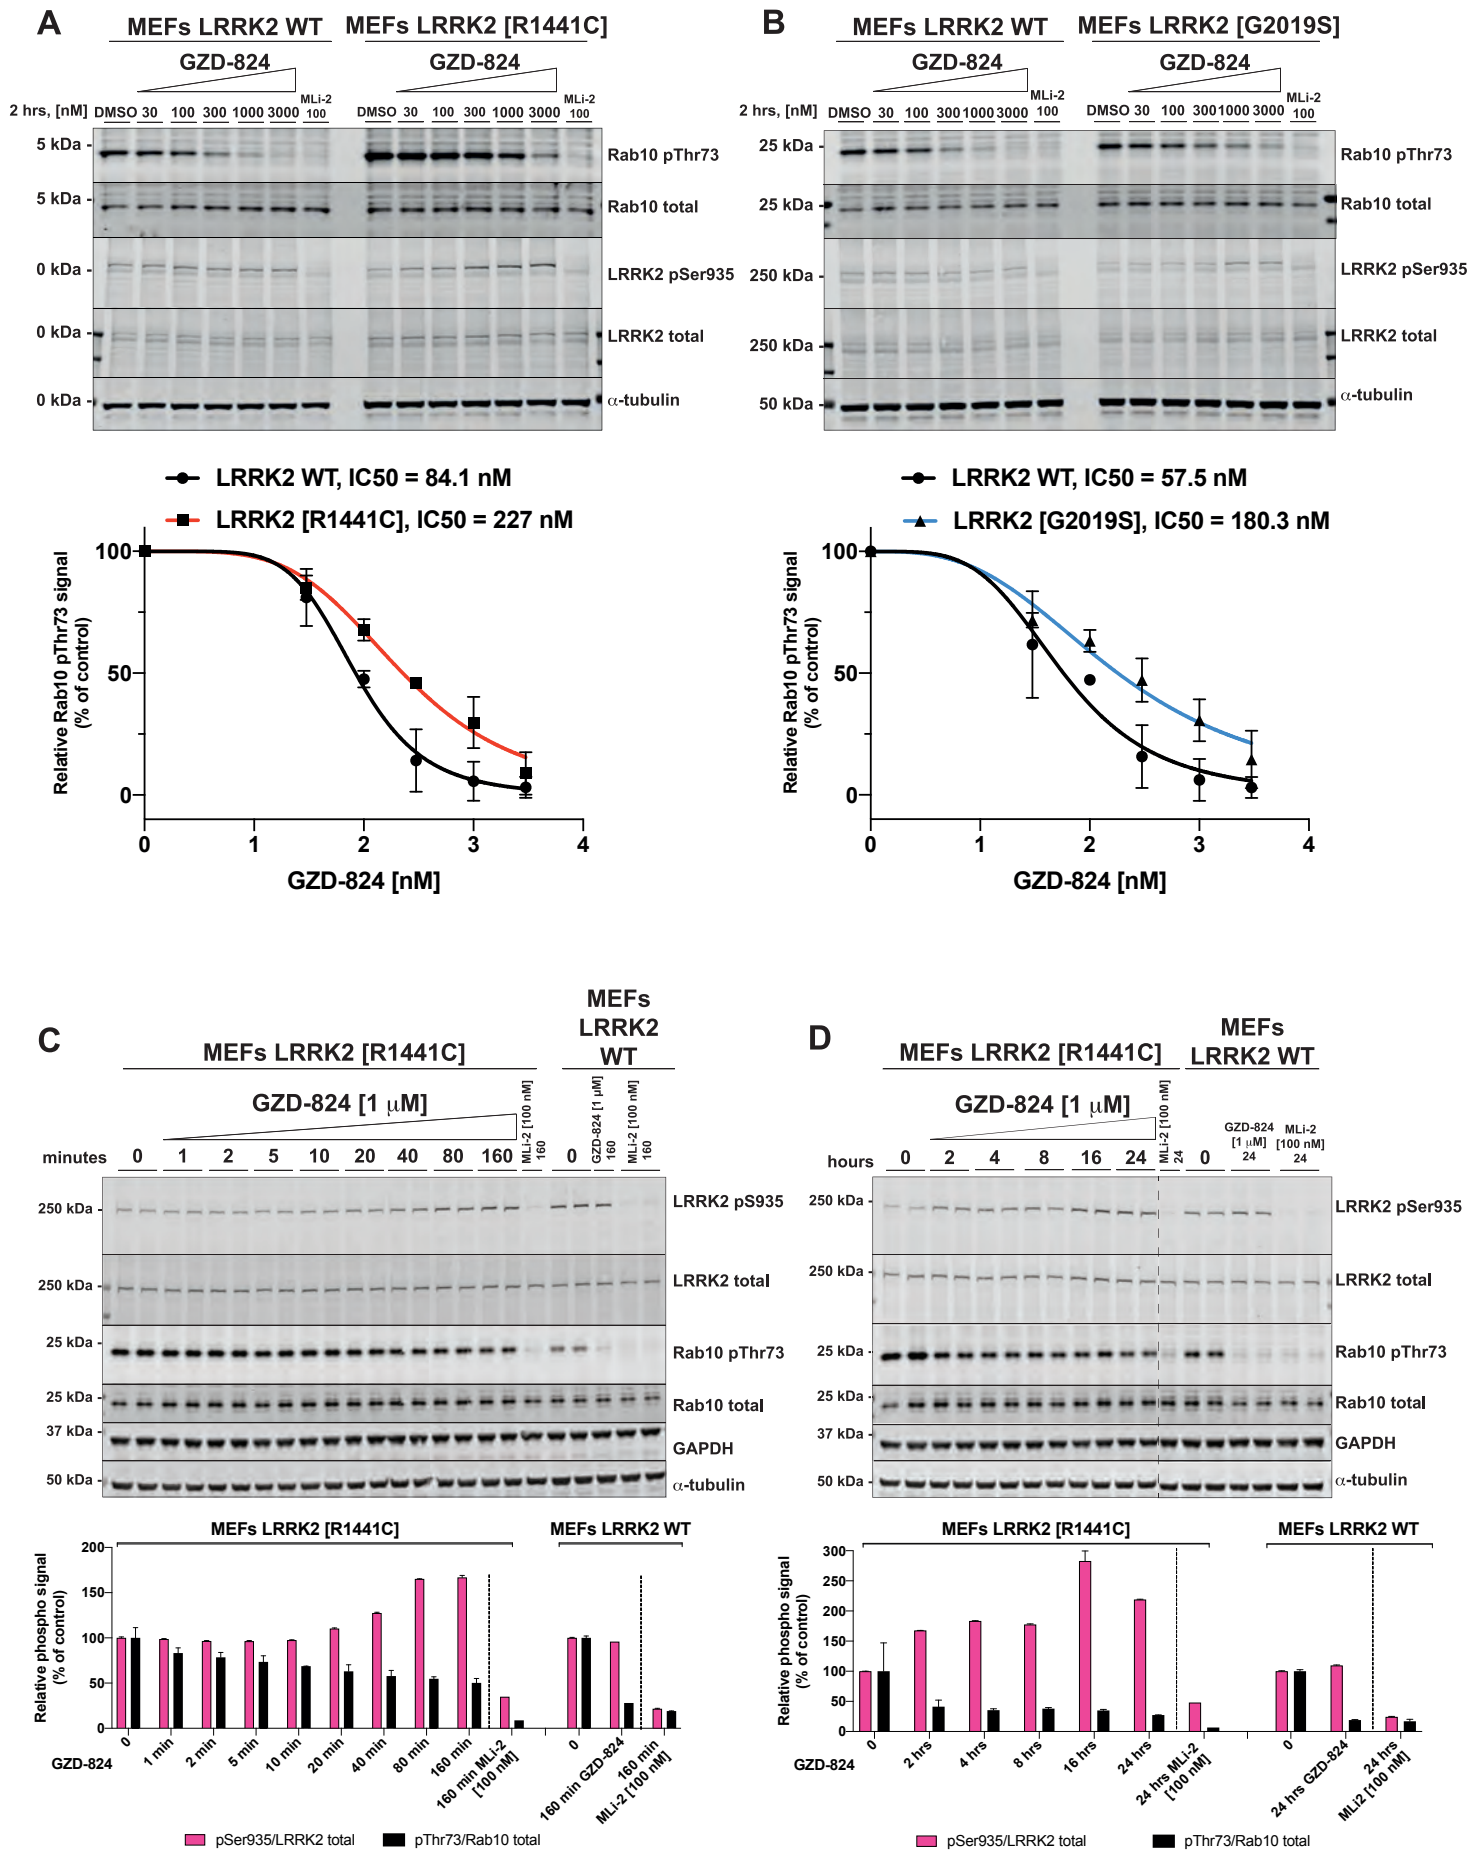 A
MEFs LRRK2 WT
MEFs LRRK2 [R1441C]
GZD-824
GZD-824
2 hrs, [nM]
DMSO 30 100 300 1000 3000 MLi-2 100
DMSO 30 100 300 1000 3000 MLi-2 100
5 kDa
Rab10 pThr73
5 kDa
Rab10 total
0 kDa
LRRK2 pSer935
0 kDa
LRRK2 total
0 kDa
α-tubulin
LRRK2 WT, IC50 = 84.1 nM
LRRK2 [R1441C], IC50 = 227 nM
Relative Rab10 pThr73 signal
(% of control)
100
50
0
0 1 2 3 4
GZD-824 [nM]
B
MEFs LRRK2 WT
MEFs LRRK2 [G2019S]
GZD-824
GZD-824
2 hrs, [nM]
DMSO 30 100 300 1000 3000 MLi-2 100
DMSO 30 100 300 1000 3000 MLi-2 100
25 kDa
Rab10 pThr73
25 kDa
Rab10 total
250 kDa
LRRK2 pSer935
250 kDa
LRRK2 total
50 kDa
α-tubulin
LRRK2 WT, IC50 = 57.5 nM
LRRK2 [G2019S], IC50 = 180.3 nM
Relative Rab10 pThr73 signal
(% of control)
100
50
0
0 1 2 3 4
GZD-824 [nM]
C
MEFs LRRK2 [R1441C]
MEFs
LRRK2
WT
GZD-824 [1 μM]
minutes
0 1 2 5 10 20 40 80 160
MLi-2 [100 nM]
160
0
GZD-824 [1 μM]
160
MLi-2 [100 nM]
160
250 kDa
LRRK2 pS935
250 kDa
LRRK2 total
25 kDa
Rab10 pThr73
25 kDa
Rab10 total
37 kDa
GAPDH
50 kDa
α-tubulin
MEFs LRRK2 [R1441C]
MEFs LRRK2 WT
Relative phospho signal
(% of control)
200
150
100
50
0
GZD-824
0
1 min
2 min
5 min
10 min
20 min
40 min
80 min
160 min
160 min MLi-2
[100 nM]
0
160 min GZD-824
160 min
MLi-2 [100 nM]
pSer935/LRRK2 total
pThr73/Rab10 total
D
MEFs LRRK2 [R1441C]
MEFs
LRRK2 WT
GZD-824 [1 μM]
hours
0 2 4 8 16 24
MLi-2 [100 nM]
24
0
GZD-824
[1 μM]
24
MLi-2
[100 nM]
24
250 kDa
LRRK2 pSer935
250 kDa
LRRK2 total
25 kDa
Rab10 pThr73
25 kDa
Rab10 total
37 kDa
GAPDH
50 kDa
α-tubulin
MEFs LRRK2 [R1441C]
MEFs LRRK2 WT
Relative phospho signal
(% of control)
300
250
200
150
100
50
0
GZD-824
0
2 hrs
4 hrs
8 hrs
16 hrs
24 hrs
24 hrs MLi-2
[100 nM]
0
24 hrs GZD-824
24 hrs
MLi2 [100 nM]
pSer935/LRRK2 total
pThr73/Rab10 total